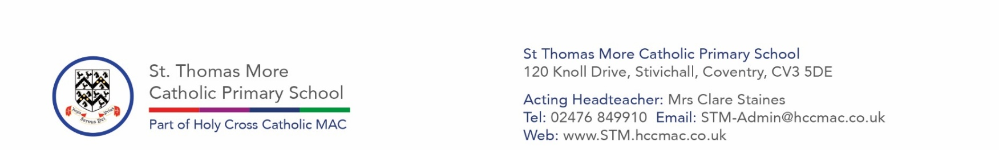 St. Thomas More
Catholic Primary School
Part of Holy Cross Catholic MAC
Servus Dei
St Thomas More Catholic Primary School
120 Knoll Drive, Stivichall, Coventry, CV3 5DE
Acting Headteacher: Mrs Clare Staines
Tel: 02476 849910 Email: STM-Admin@hccmac.co.uk
Web: www.STM.hccmac.co.uk